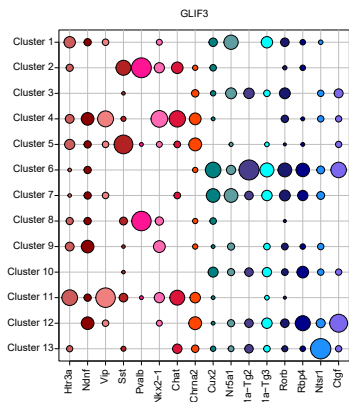 GLIF3
Cluster 1
Cluster 2
Cluster 3
Cluster 4
Cluster 5
Cluster 6
Cluster 7
Cluster 8
Cluster 9
Cluster 10
Cluster 11
Cluster 12
Cluster 13
Htr3a
Ndnf
Vip
Sst
Pvalb
Nkx2−1
Chat
Chrna2
Cux2
Nr5a1
1a−Tg2
1a−Tg3
Rorb
Rbp4
Ntsr1
Ctgf